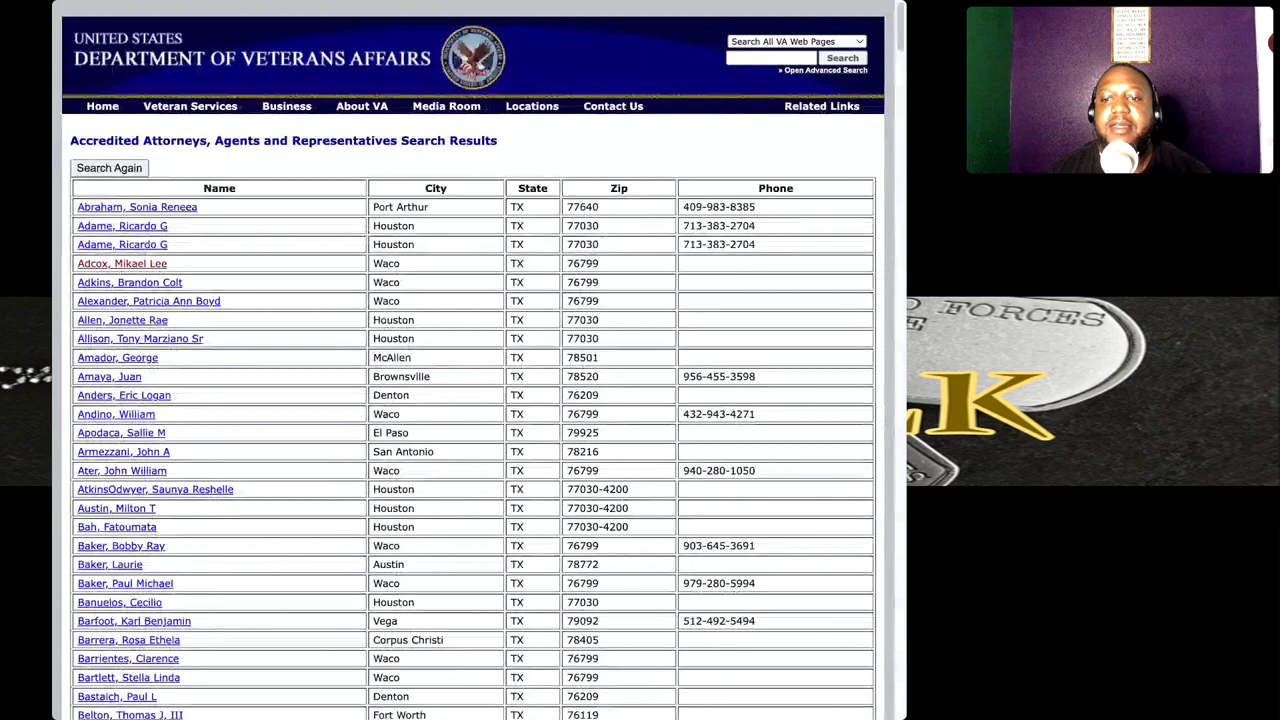 UNITED STATES
DEPARTMENT OF VETERANS AFFAIRS
Search All VA Web Pages
Search
» Open Advanced Search
Home Veteran Services Business About VA Media Room Locations Contact Us Related Links
Accredited Attorneys, Agents and Representatives Search Results
Search Again
Name City State Zip Phone
Abraham, Sonia Reneea Port Arthur TX 77640 409-983-8385
Adame, Ricardo G Houston TX 77030 713-383-2704
Adame, Ricardo G Houston TX 77030 713-383-2704
Adcox, Mikael Lee Waco TX 76799
Adkins, Brandon Colt Waco TX 76799
Alexander, Patricia Ann Boyd Waco TX 76799
Allen, Jonette Rae Houston TX 77030
Allison, Tony Marziano Sr Houston TX 77030
Amador, George McAllen TX 78501
Amaya, Juan Brownsville TX 78520 956-455-3598
Anders, Eric Logan Denton TX 76209
Andino, William Waco TX 76799 432-943-4271
Apodaca, Sallie M El Paso TX 79925
Armezzani, John A San Antonio TX 78216
Ater, John William Waco TX 76799 940-280-1050
AtkinsOdwyer, Saunya Reshelle Houston TX 77030-4200
Austin, Milton T Houston TX 77030-4200
Bah, Fatoumata Houston TX 77030-4200
Baker, Bobby Ray Waco TX 76799 903-645-3691
Baker, Laurie Austin TX 78772
Baker, Paul Michael Waco TX 76799 979-280-5994
Banuelos, Cecilio Houston TX 77030
Barfoot, Karl Benjamin Vega TX 79092 512-492-5494
Barrera, Rosa Ethela Corpus Christi TX 78405
Barrientes, Clarence Waco TX 76799
Bartlett, Stella Linda Waco TX 76799
Bastaich, Paul L Denton TX 76209
Belton, Thomas J, III Fort Worth TX 76119
FORCES
K